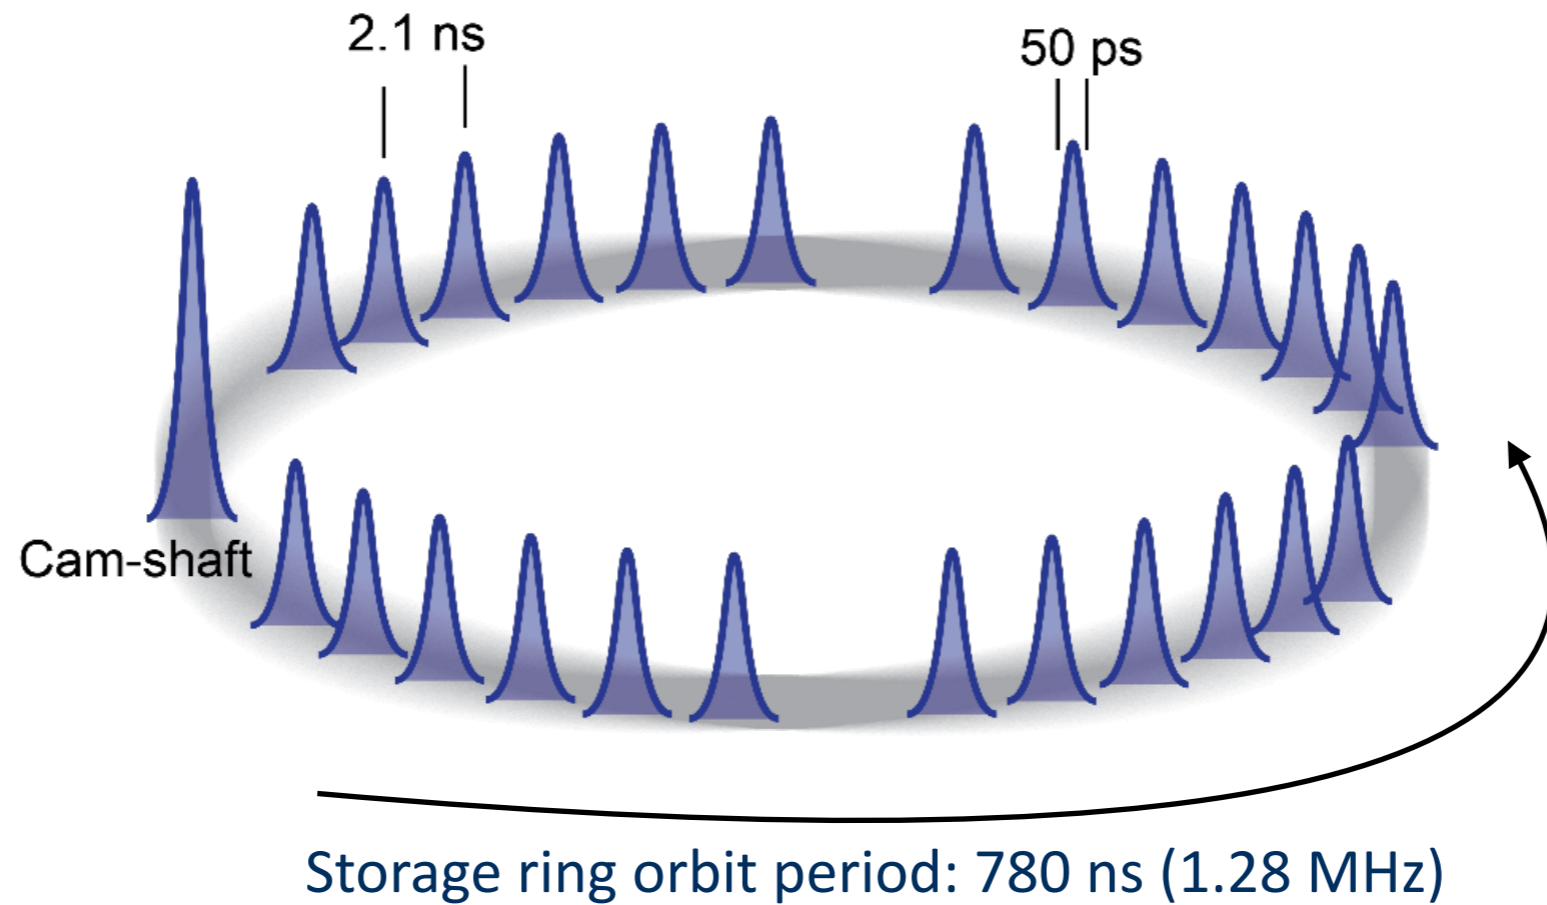 2.1 ns
50 ps
Cam-shaft
Storage ring orbit period: 780 ns (1.28 MHz)